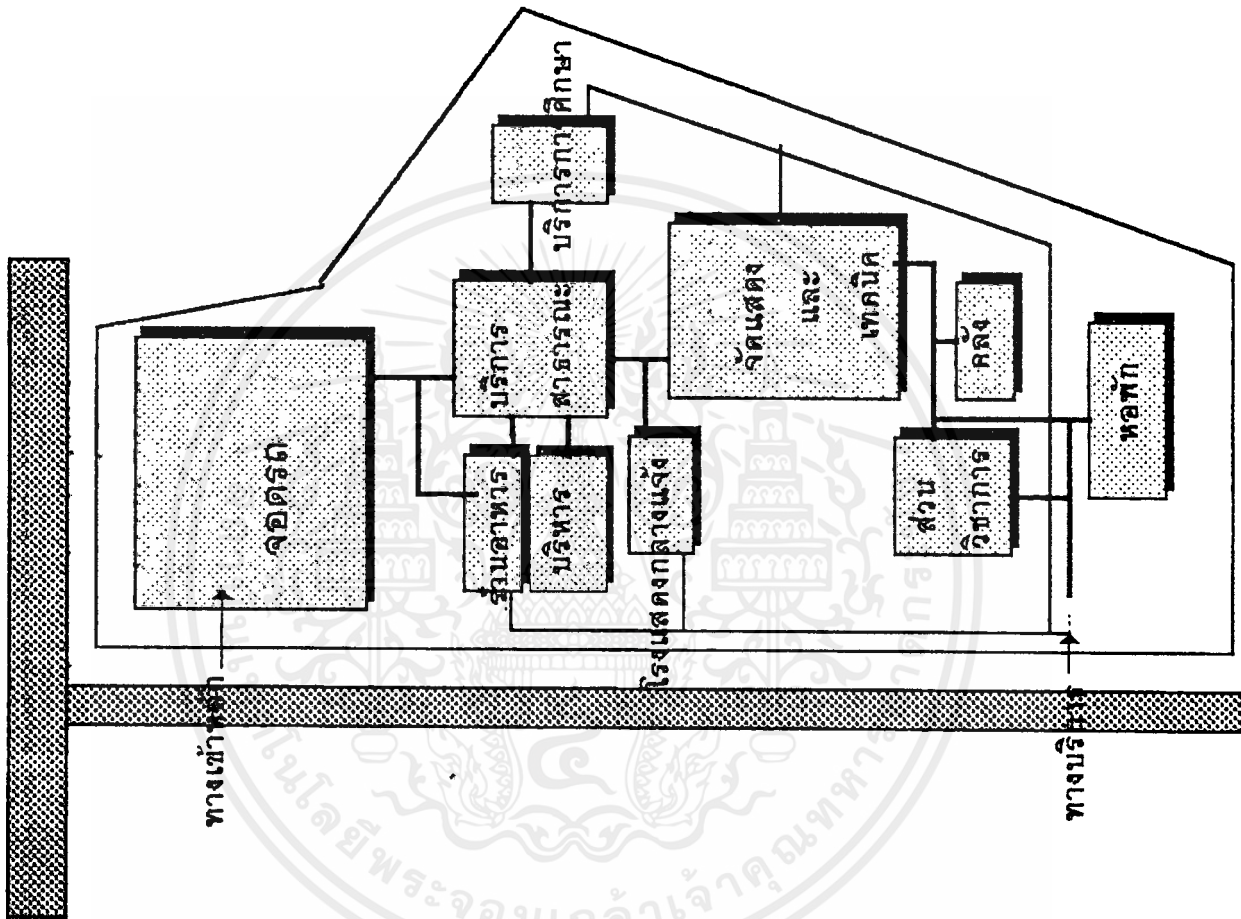 ทางเข้าหลัก
จอดรถ
ร้านอาหาร
บริหาร
บริการ
สาธารณะ
บริการการศึกษา
โรงแสดงกลางแจ้ง
จัดแสดง
และ
เทคนิค
ส่วน
วิชาการ
คลัง
หอพัก
ทางบริการ